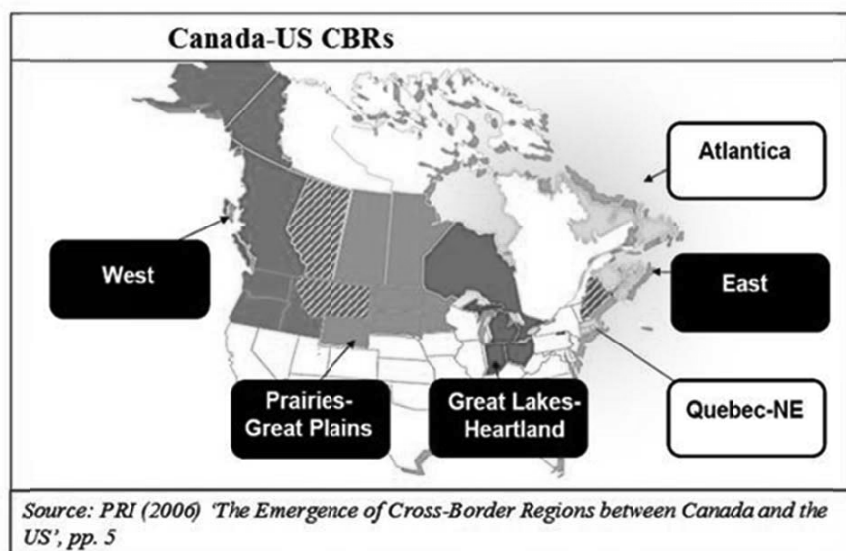 Canada-US CBRs
Atlantica
West
East
Prairies-
Great Plains
Great Lakes-
Heartland
Quebec-NE
Source: PRI (2006) ‘The Emergence of Cross-Border Regions between Canada and the
US’, pp. 5